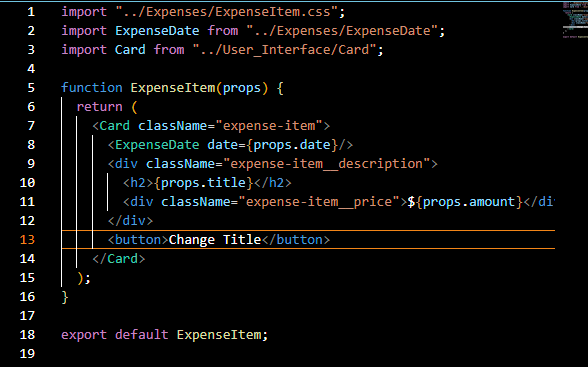 1 import "../Expenses/ExpenseItem.css";
2 import ExpenseDate from "../Expenses/ExpenseDate";
3 import Card from "../User_Interface/Card";
4
5 function ExpenseItem(props) {
6   return (
7     <Card className="expense-item">
8       <ExpenseDate date={props.date}/>
9       <div className="expense-item__description">
10         <h2>{props.title}</h2>
11         <div className="expense-item__price">${props.amount}</di
12       </div>
13       <button>Change Title</button>
14     </Card>
15   );
16 }
17
18 export default ExpenseItem;
19